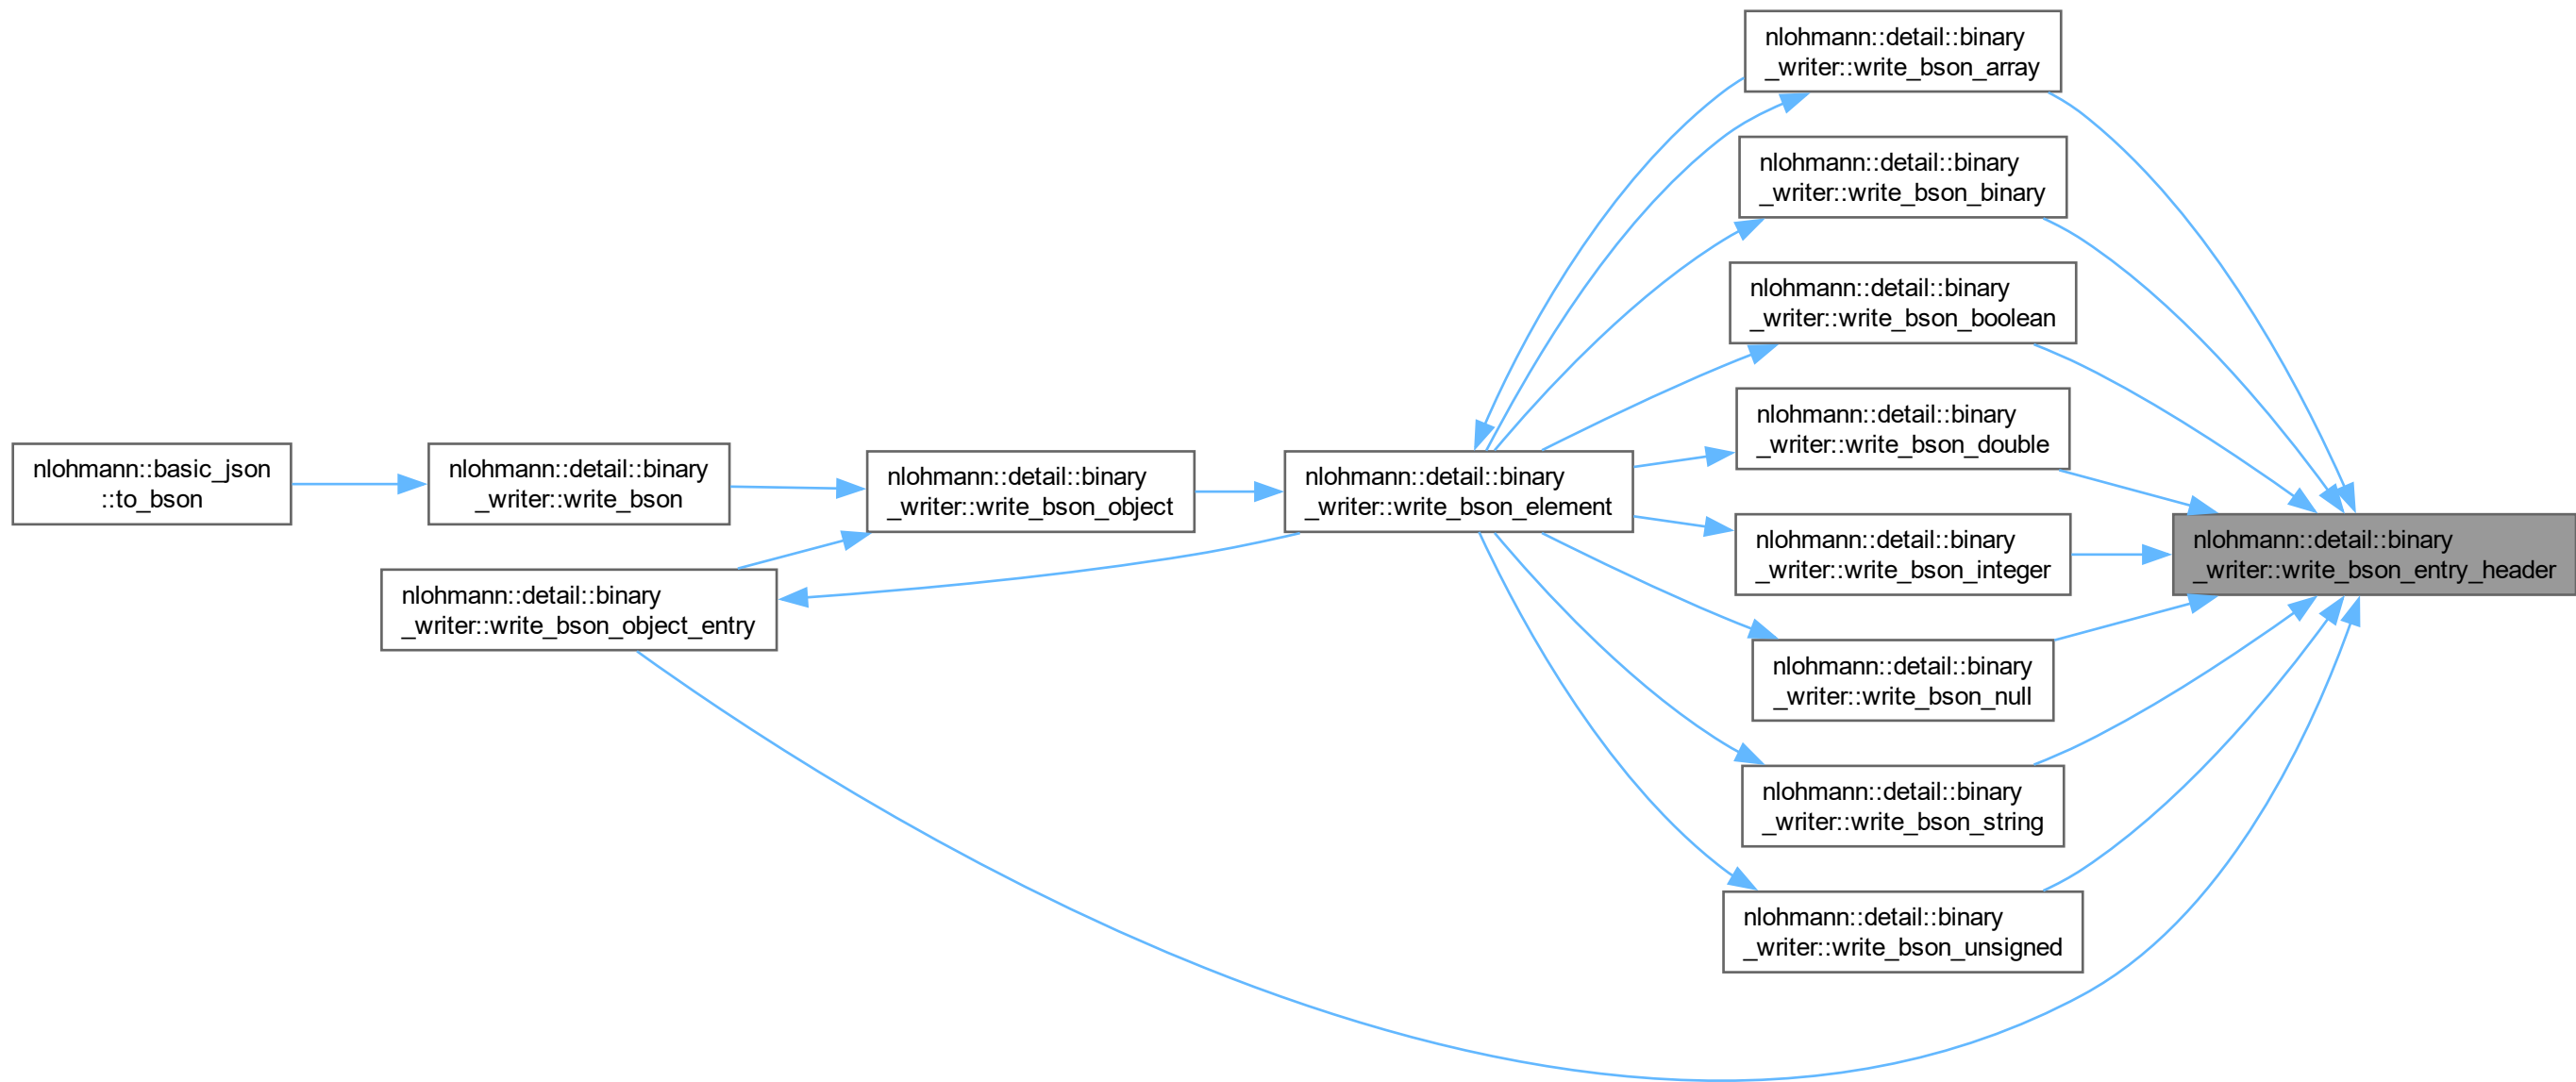 nlohmann::basic_json
::to_bson
nlohmann::detail::binary
_writer::write_bson
nlohmann::detail::binary
_writer::write_bson_object_entry
nlohmann::detail::binary
_writer::write_bson_object
nlohmann::detail::binary
_writer::write_bson_element
nlohmann::detail::binary
_writer::write_bson_array
nlohmann::detail::binary
_writer::write_bson_binary
nlohmann::detail::binary
_writer::write_bson_boolean
nlohmann::detail::binary
_writer::write_bson_double
nlohmann::detail::binary
_writer::write_bson_integer
nlohmann::detail::binary
_writer::write_bson_null
nlohmann::detail::binary
_writer::write_bson_string
nlohmann::detail::binary
_writer::write_bson_unsigned
nlohmann::detail::binary
_writer::write_bson_entry_header